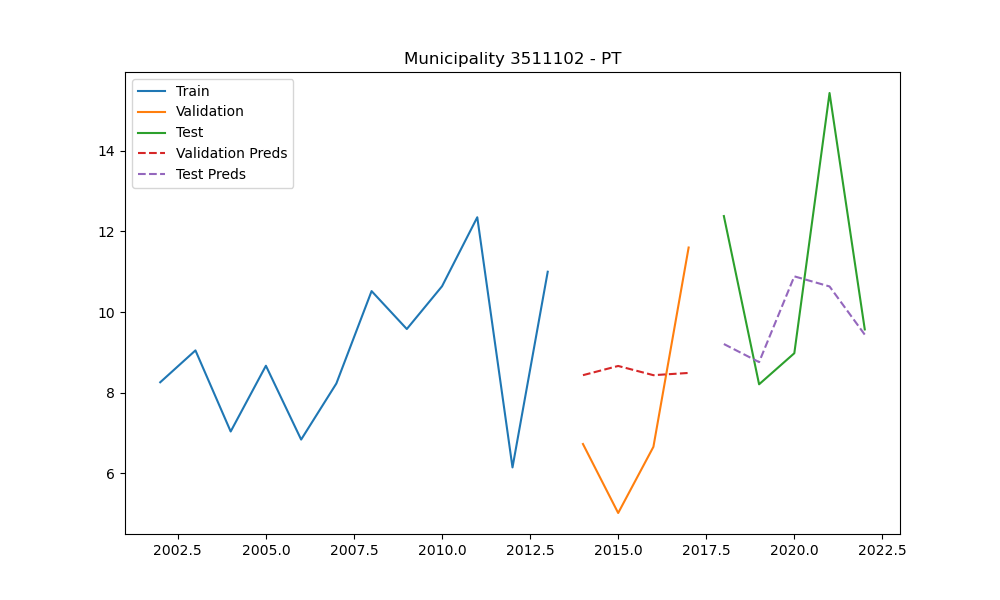 Municipality 3511102 - PT
Train
Validation
Test
Validation Preds
Test Preds
14
12
10
8
6
2002.5 2005.0 2007.5 2010.0 2012.5 2015.0 2017.5 2020.0 2022.5